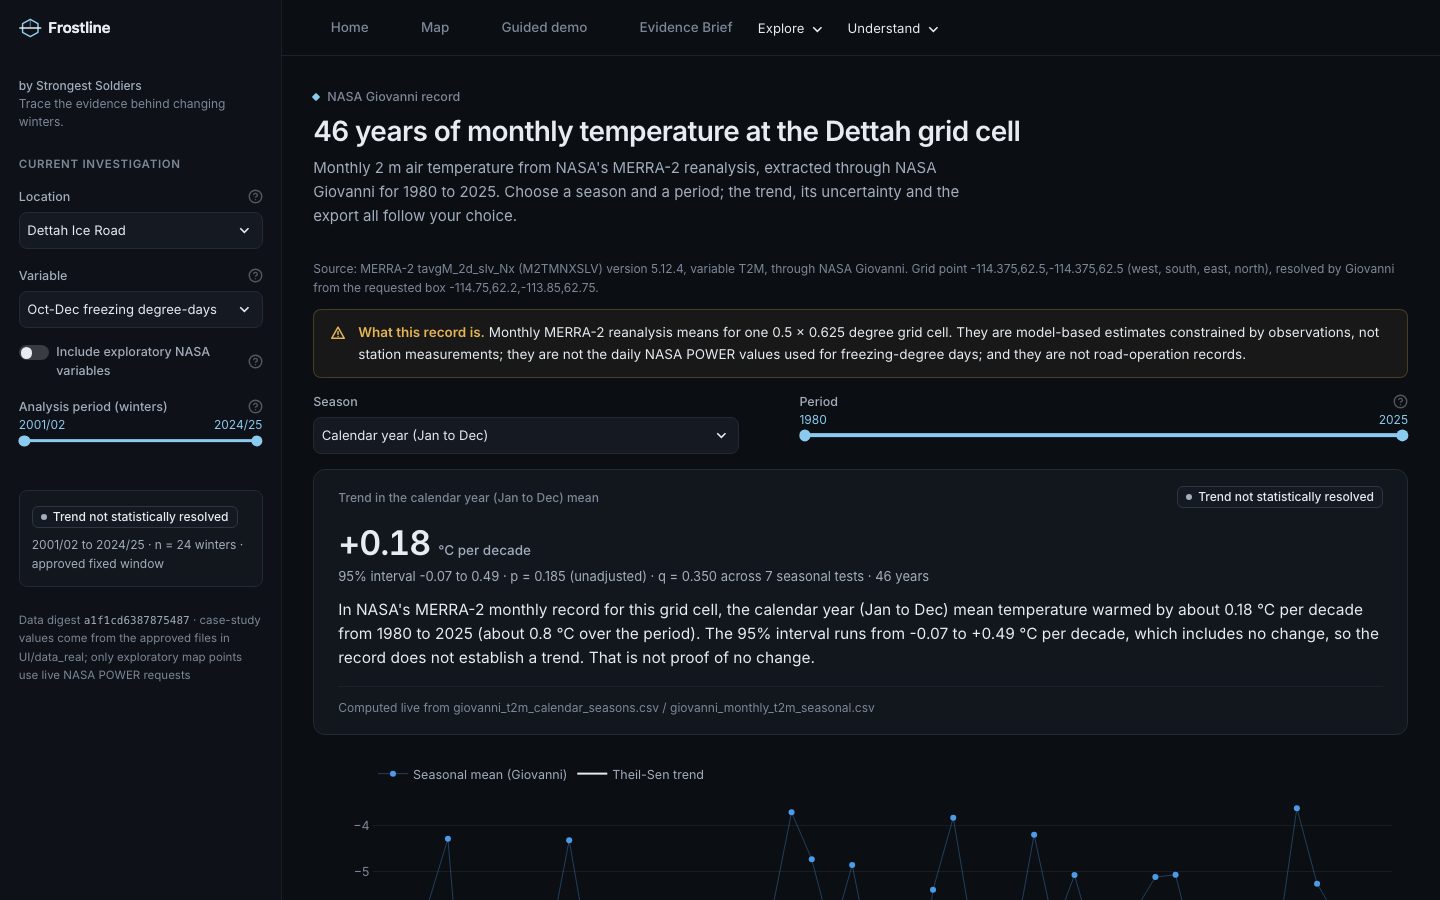 Frostline
by Strongest Soldiers
Trace the evidence behind changing
winters.
CURRENT INVESTIGATION
Location
Dettah Ice Road
Variable
Oct-Dec freezing degree-days
Include exploratory NASA
variables
Analysis period (winters)
2001/02 2024/25
Trend not statistically resolved
2001/02 to 2024/25 · n = 24 winters ·
approved fixed window
Data digest a1f1cd6387875487 · case-study
values come from the approved files in
UI/data_real; only exploratory map points
use live NASA POWER requests
Home Map Guided demo Evidence Brief Explore Understand
NASA Giovanni record
46 years of monthly temperature at the Dettah grid cell
Monthly 2 m air temperature from NASA's MERRA-2 reanalysis, extracted through NASA
Giovanni for 1980 to 2025. Choose a season and a period; the trend, its uncertainty and the
export all follow your choice.
Source: MERRA-2 tavgM_2d_slv_Nx (M2TMNXSLV) version 5.12.4, variable T2M, through NASA Giovanni. Grid point -114.375,62.5,-114.375,62.5 (west, south, east, north), resolved by Giovanni
from the requested box -114.75,62.2,-113.85,62.75.
What this record is. Monthly MERRA-2 reanalysis means for one 0.5 × 0.625 degree grid cell. They are model-based estimates constrained by observations, not
station measurements; they are not the daily NASA POWER values used for freezing-degree days; and they are not road-operation records.
Season
Calendar year (Jan to Dec)
Period
1980 2025
Trend in the calendar year (Jan to Dec) mean
Trend not statistically resolved
+0.18 °C per decade
95% interval -0.07 to 0.49 · p = 0.185 (unadjusted) · q = 0.350 across 7 seasonal tests · 46 years
In NASA's MERRA-2 monthly record for this grid cell, the calendar year (Jan to Dec) mean temperature warmed by about 0.18 °C per decade
from 1980 to 2025 (about 0.8 °C over the period). The 95% interval runs from -0.07 to +0.49 °C per decade, which includes no change, so the
record does not establish a trend. That is not proof of no change.
Computed live from giovanni_t2m_calendar_seasons.csv / giovanni_monthly_t2m_seasonal.csv
Seasonal mean (Giovanni) Theil-Sen trend
−4
−5